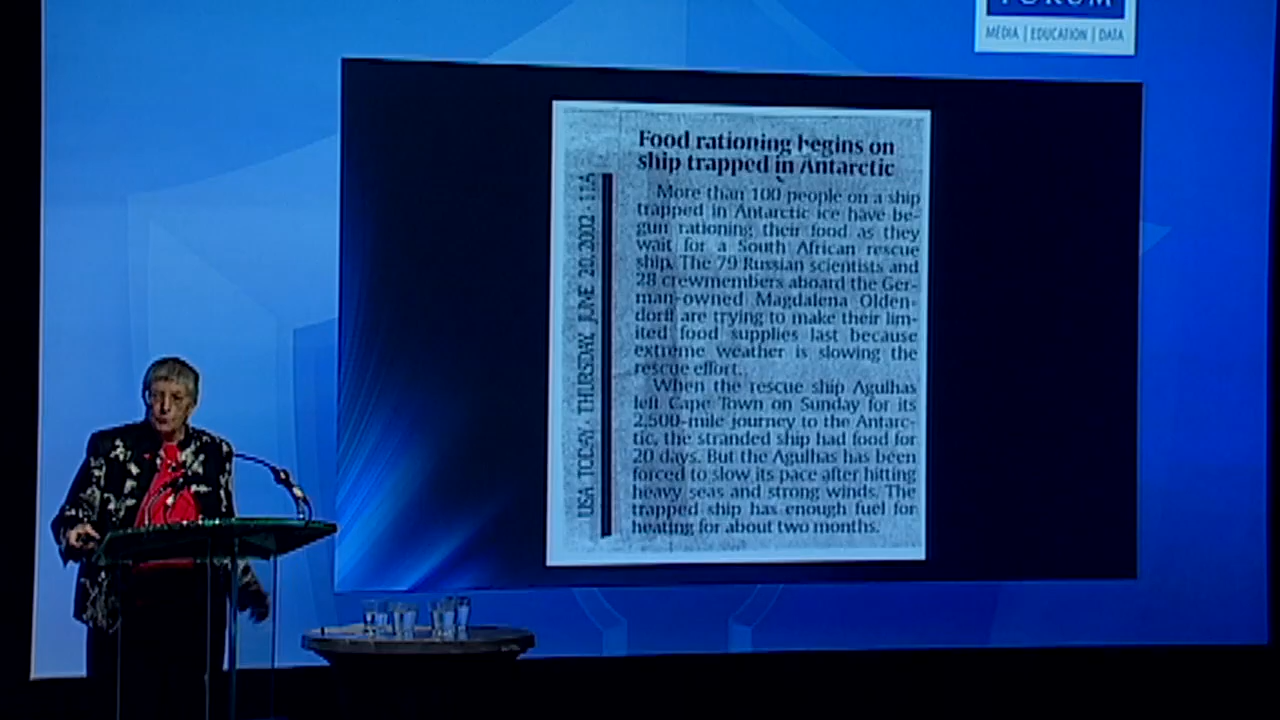 FORUM
MEDIA | EDUCATION | DATA
Food rationing begins on
ship trapped in Antarctic
More than 100 people on a ship
trapped in Antarctic ice have be-
gun rationing their food as they
wait for a South African rescue
ship. The 79 Russian scientists and
28 crewmembers aboard the Ger-
man-owned Magdalena Olden-
dorff are trying to make their lim-
ited food supplies last because
extreme weather is slowing the
rescue effort.
When the rescue ship Agulhas
left Cape Town on Sunday for its
2,500-mile journey to the Antarc-
tic, the stranded ship had food for
20 days. But the Agulhas has been
forced to slow its pace after hitting
heavy seas and strong winds. The
trapped ship has enough fuel for
heating for about two months.
USA TODAY · THURSDAY, JUNE 20, 2002 · 11A